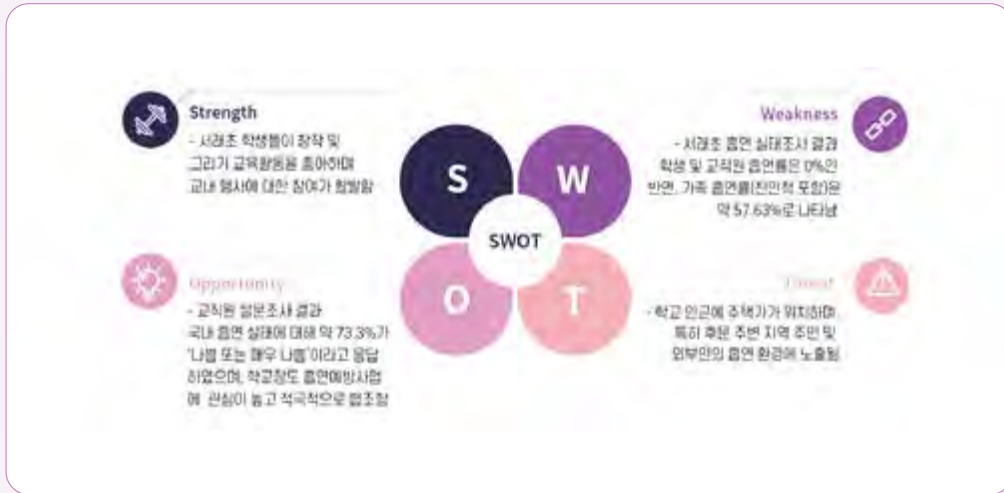 Strength
- 서래초 학생들이 창작 및
그리기 교육활동을 좋아하며
교내 행사에 대한 참여가 활발함
Weakness
- 서래초 흡연 실태조사 결과
학생 및 교직원 흡연률은 0%인
반면, 가족 흡연률(친인척 포함)은
약 57.63%로 나타남
S
W
SWOT
O
T
Opportunity
- 교직원 설문조사 결과
국내 흡연 실태에 대해 약 73.3%가
'나쁨 또는 매우 나쁨'이라고 응답
하였으며, 학교장도 흡연예방사업
에 관심이 높고 적극적으로 협조함
Threat
- 학교 인근에 주택가가 위치하며,
특히 후문 주변 지역 주민 및
외부인의 흡연 환경에 노출됨